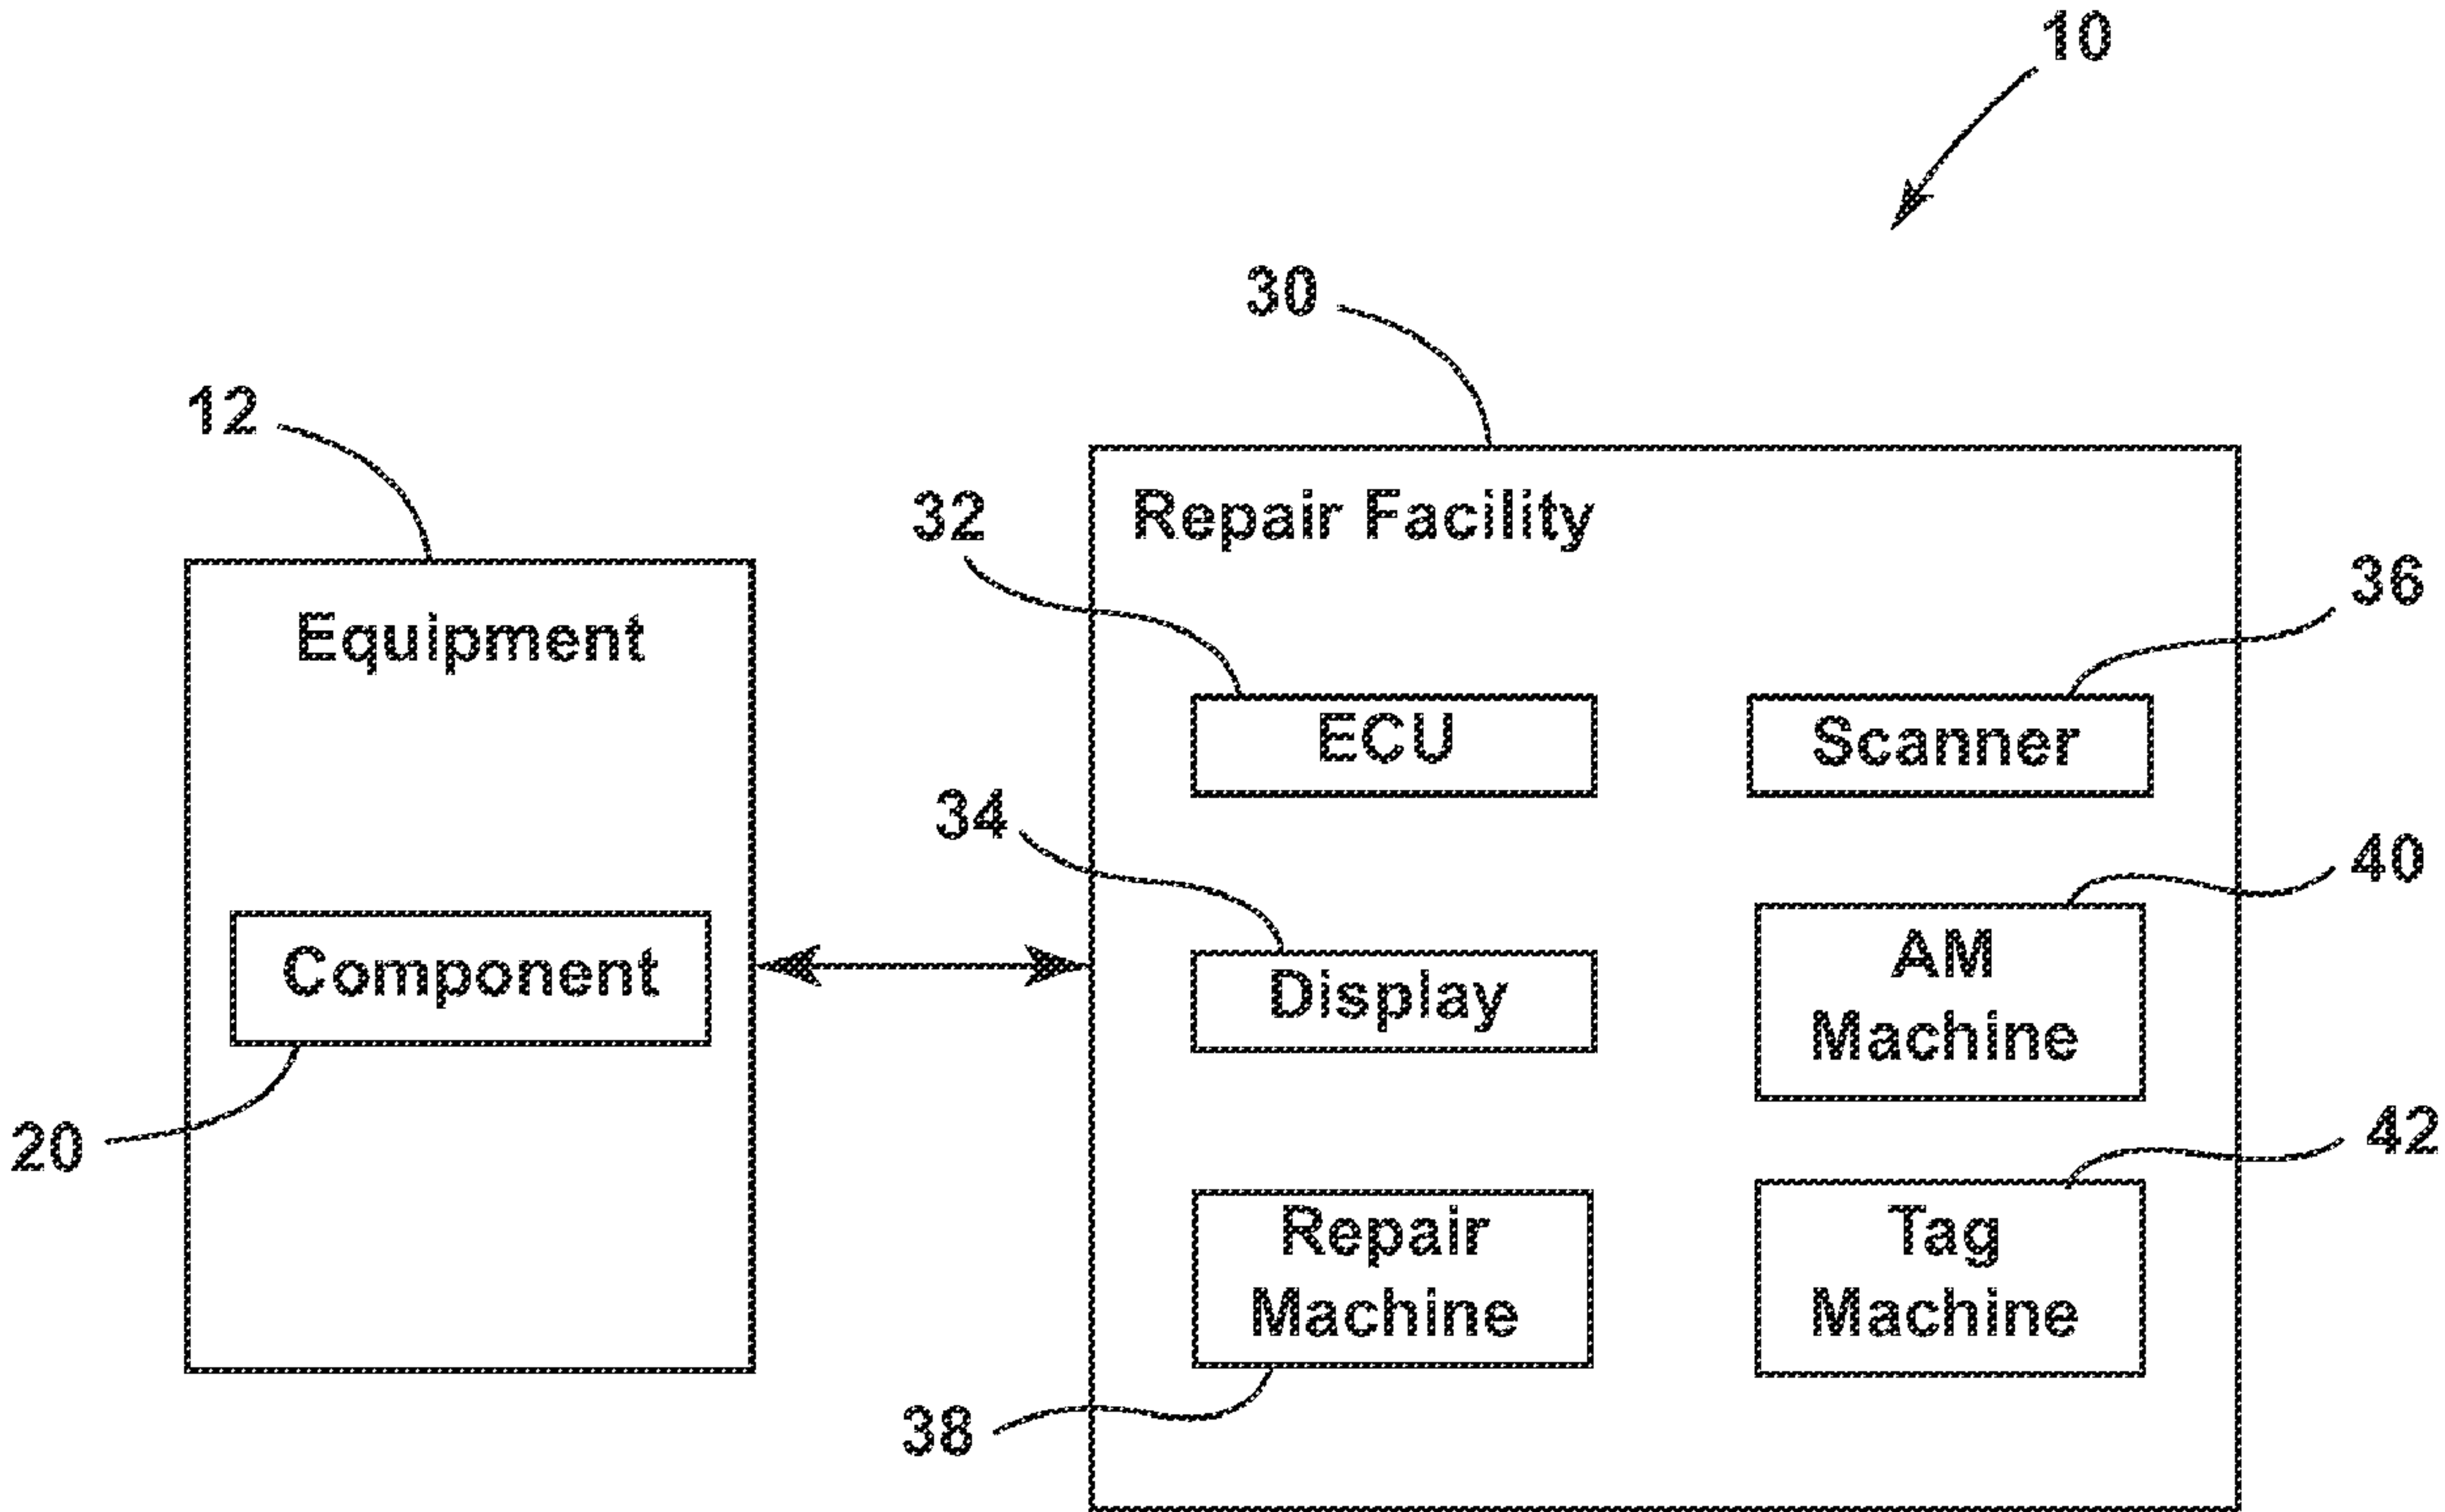 10
30
12
Repair Facility
32
36
Equipment
ECU
Scanner
34
40
Component
Display
AM
Machine
20
42
Repair
Machine
Tag
Machine
38